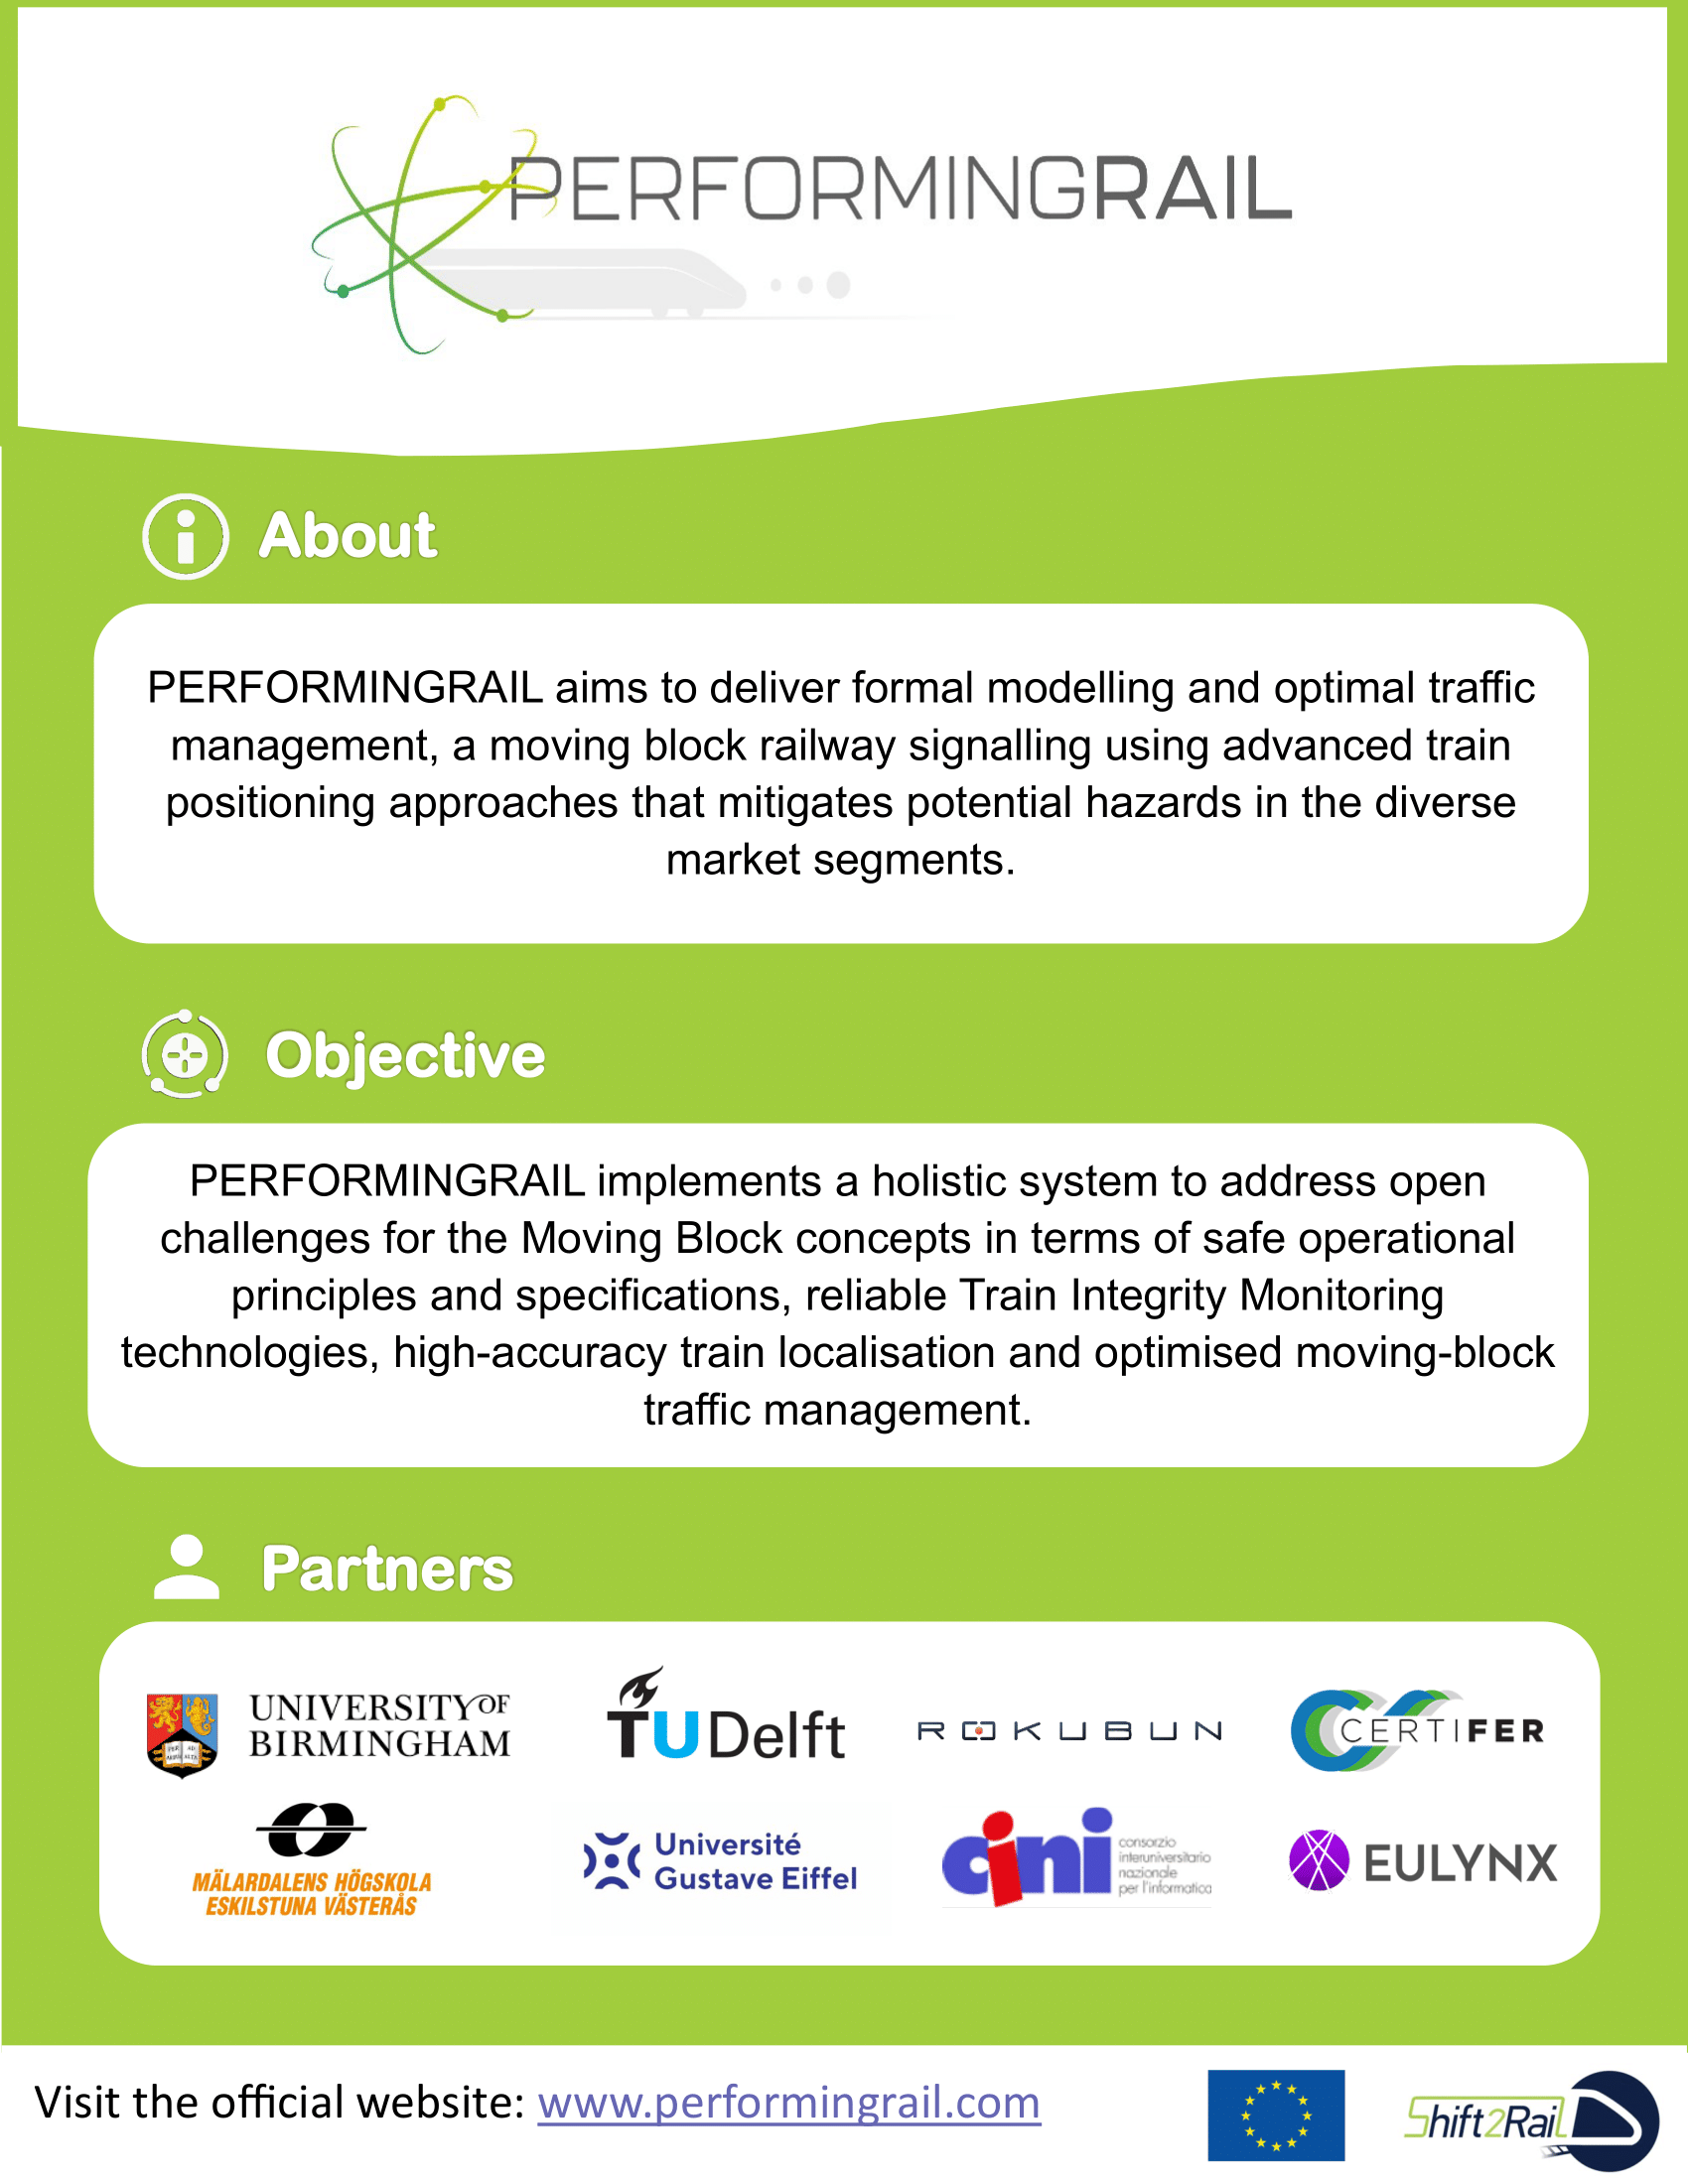 PERFORMINGRAIL
About
PERFORMINGRAIL aims to deliver formal modelling and optimal traffic
management, a moving block railway signalling using advanced train
positioning approaches that mitigates potential hazards in the diverse
market segments.
Objective
PERFORMINGRAIL implements a holistic system to address open
challenges for the Moving Block concepts in terms of safe operational
principles and specifications, reliable Train Integrity Monitoring
technologies, high-accuracy train localisation and optimised moving-block
traffic management.
Partners
UNIVERSITY OF
BIRMINGHAM
TUDelft
ROKUBUN
CERTIFER
MÄLARDALENS HÖGSKOLA
ESKILSTUNA VÄSTERÅS
Université
Gustave Eiffel
cini
consorzio
interuniversitario
nazionale
per l'informatica
EULYNX
Visit the official website: www.performingrail.com
Shift2Rail